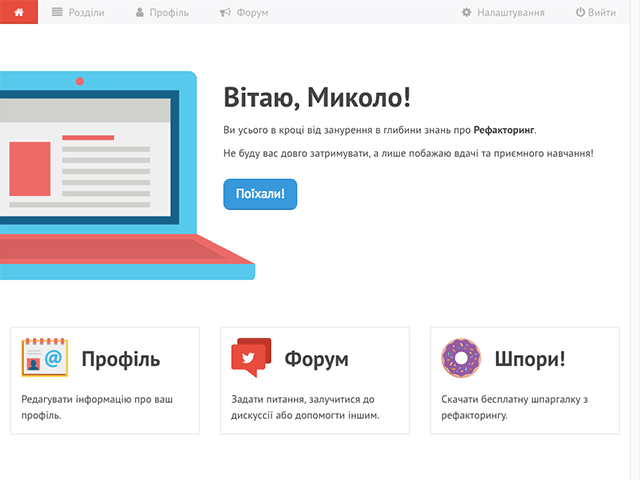 Розділи
Профіль
Форум
Налаштування
Вийти
Вітаю, Миколо!
Ви усього в кроці від занурення в глибини знань про Рефакторинг.
Не буду вас довго затримувати, а лише побажаю вдачі та приємного навчання!
Поїхали!
@
Профіль
Редагувати інформацію про ваш
профіль.
Форум
Задати питання, залучитися до
дискуссії або допомогти іншим.
Шпори!
Скачати бесплатну шпаргалку з
рефакторингу.